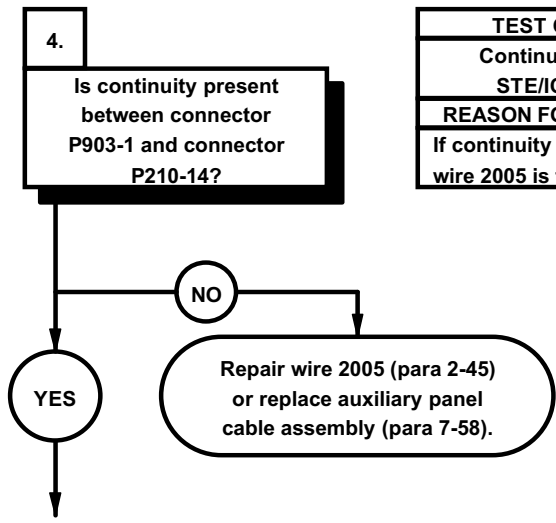 4.
Is continuity present
between connector
P903-1 and connector
P210-14?
TEST
Continu
STE/IC
REASON FO
If continuity
wire 2005 is
NO
YES
Repair wire 2005 (para 2-45)
or replace auxiliary panel
cable assembly (para 7-58).